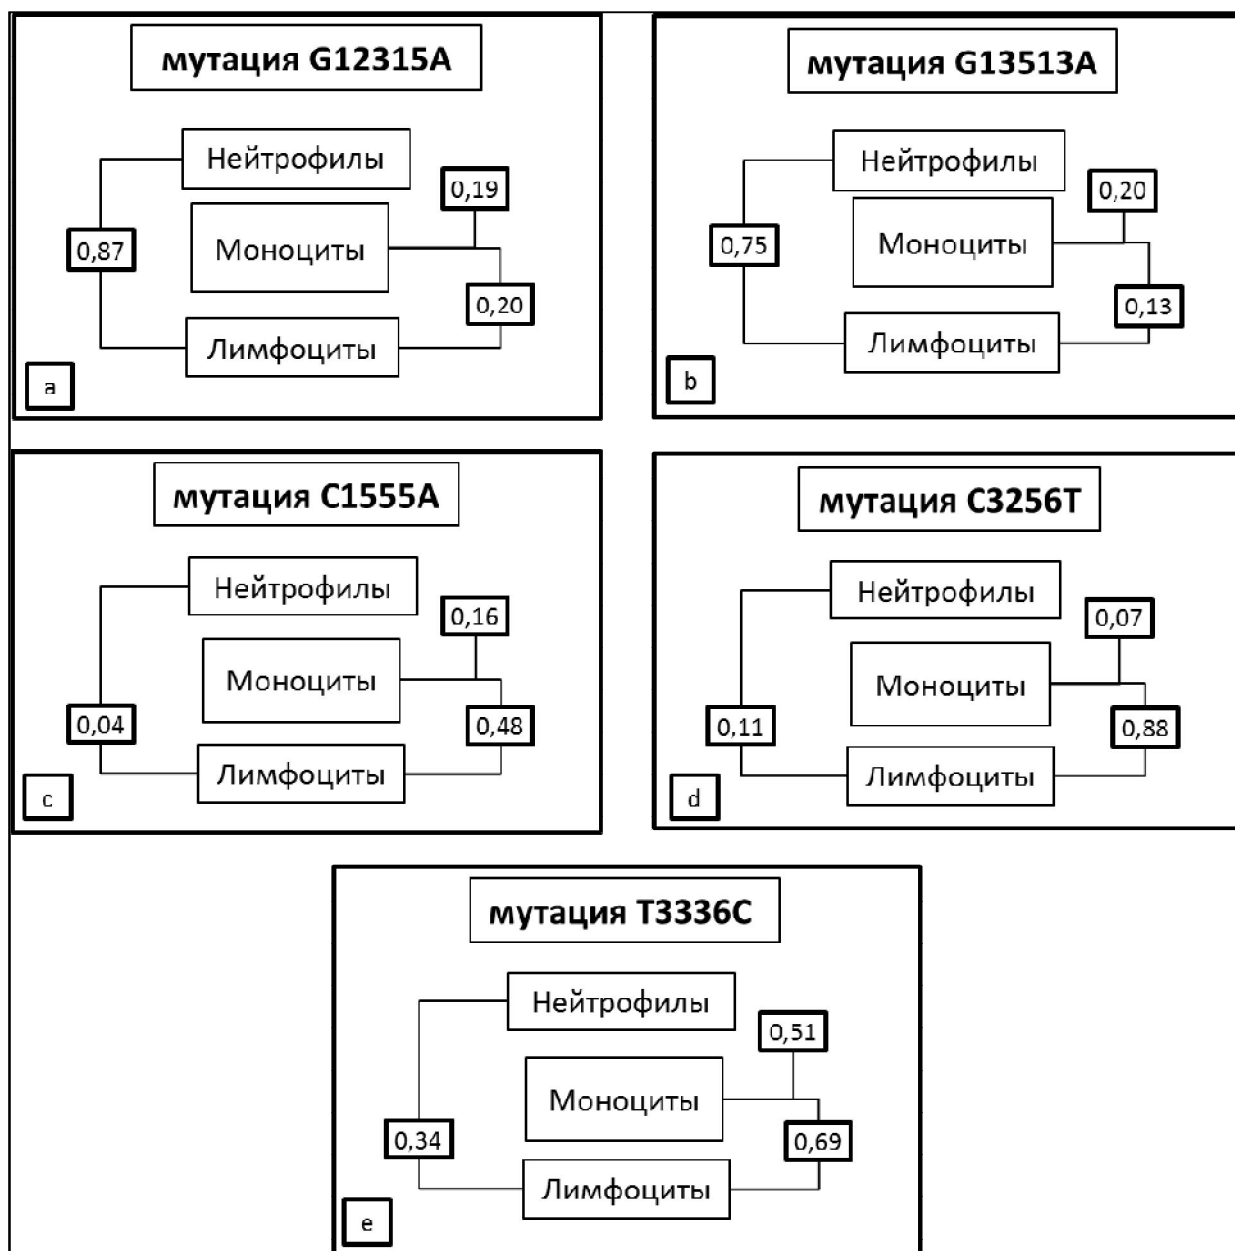 мутация G12315A
Нейтрофилы
0,19
Моноциты
0,87
0,20
Лимфоциты
a
мутация G13513A
Нейтрофилы
0,20
Моноциты
0,75
0,13
Лимфоциты
b
мутация C1555A
Нейтрофилы
0,16
Моноциты
0,04
0,48
Лимфоциты
c
мутация C3256T
Нейтрофилы
0,07
Моноциты
0,11
0,88
Лимфоциты
d
мутация T3336C
Нейтрофилы
0,51
Моноциты
0,34
0,69
Лимфоциты
e